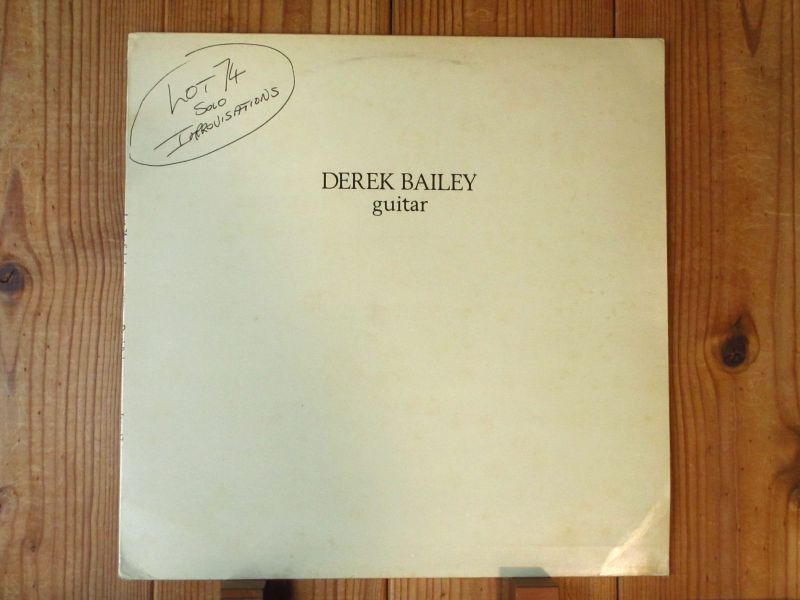 LOT 74
SOLO
IMPROVISATIONS
DEREK BAILEY
guitar